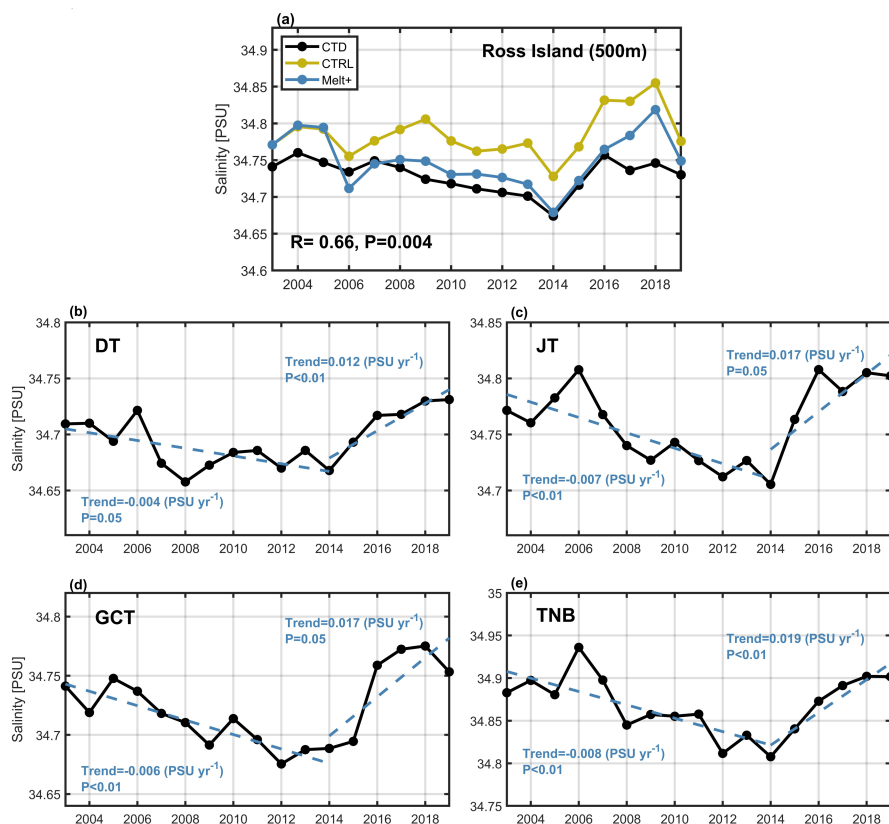 (a)
34.9
34.85
34.8
34.75
34.7
34.65
34.6
Salinity [PSU]
CTD
CTRL
Melt+
Ross Island (500m)
R= 0.66, P=0.004
2004 2006 2008 2010 2012 2014 2016 2018
(b)
34.8
34.75
34.7
34.65
Salinity [PSU]
DT
Trend=0.012 (PSU yr⁻¹)
P<0.01
Trend=-0.004 (PSU yr⁻¹)
P=0.05
2004 2006 2008 2010 2012 2014 2016 2018
(c)
34.85
34.8
34.75
34.7
JT
Trend=0.017 (PSU yr⁻¹)
P=0.05
Trend=-0.007 (PSU yr⁻¹)
P<0.01
2004 2006 2008 2010 2012 2014 2016 2018
(d)
34.8
34.75
34.7
34.65
Salinity [PSU]
GCT
Trend=0.017 (PSU yr⁻¹)
P=0.05
Trend=-0.006 (PSU yr⁻¹)
P<0.01
2004 2006 2008 2010 2012 2014 2016 2018
(e)
35
34.95
34.9
34.85
34.8
34.75
TNB
Trend=0.019 (PSU yr⁻¹)
P<0.01
Trend=-0.008 (PSU yr⁻¹)
P<0.01
2004 2006 2008 2010 2012 2014 2016 2018